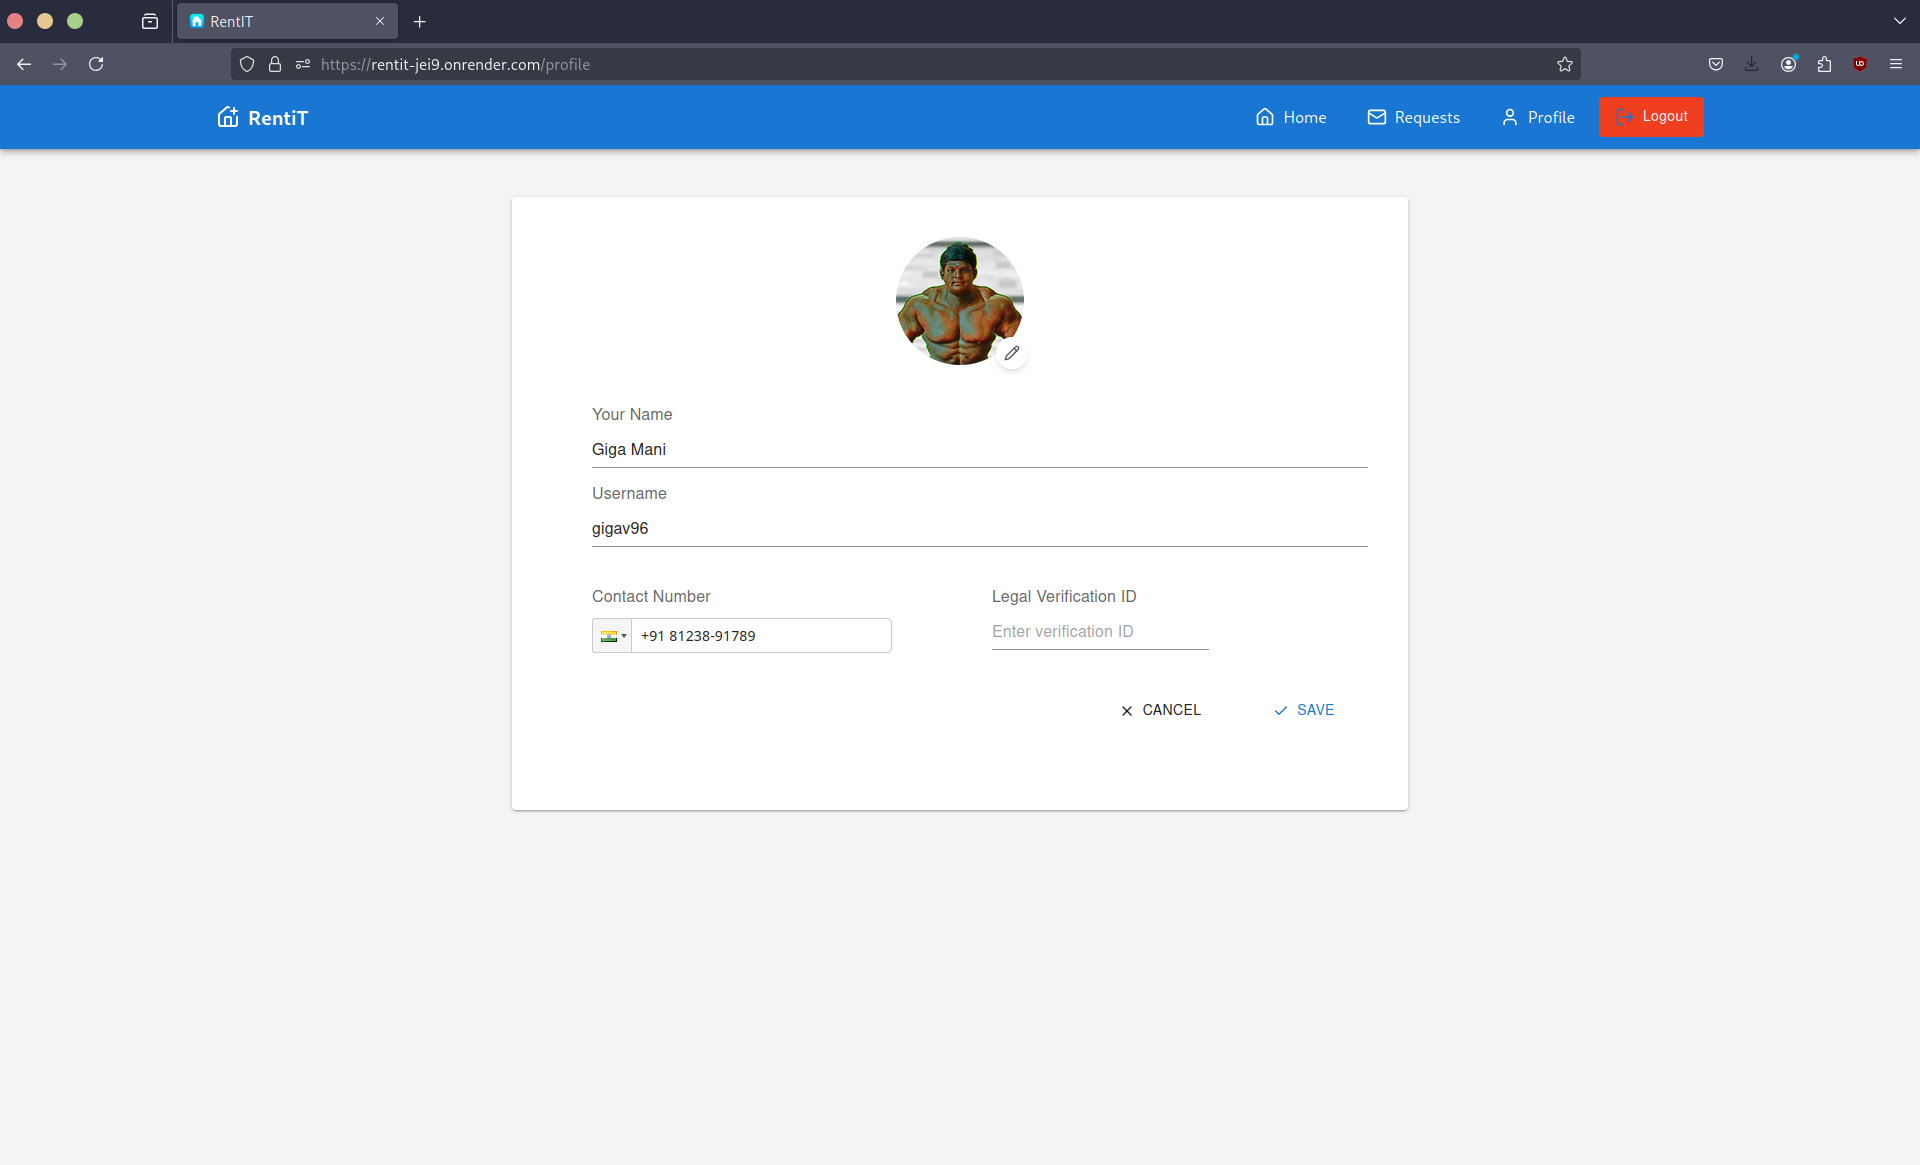 RentIT
https://rentit-jei9.onrender.com/profile
RentiT
Home
Requests
Profile
Logout
Your Name
Giga Mani
Username
gigav96
Contact Number
Legal Verification ID
+91 81238-91789
Enter verification ID
CANCEL
SAVE